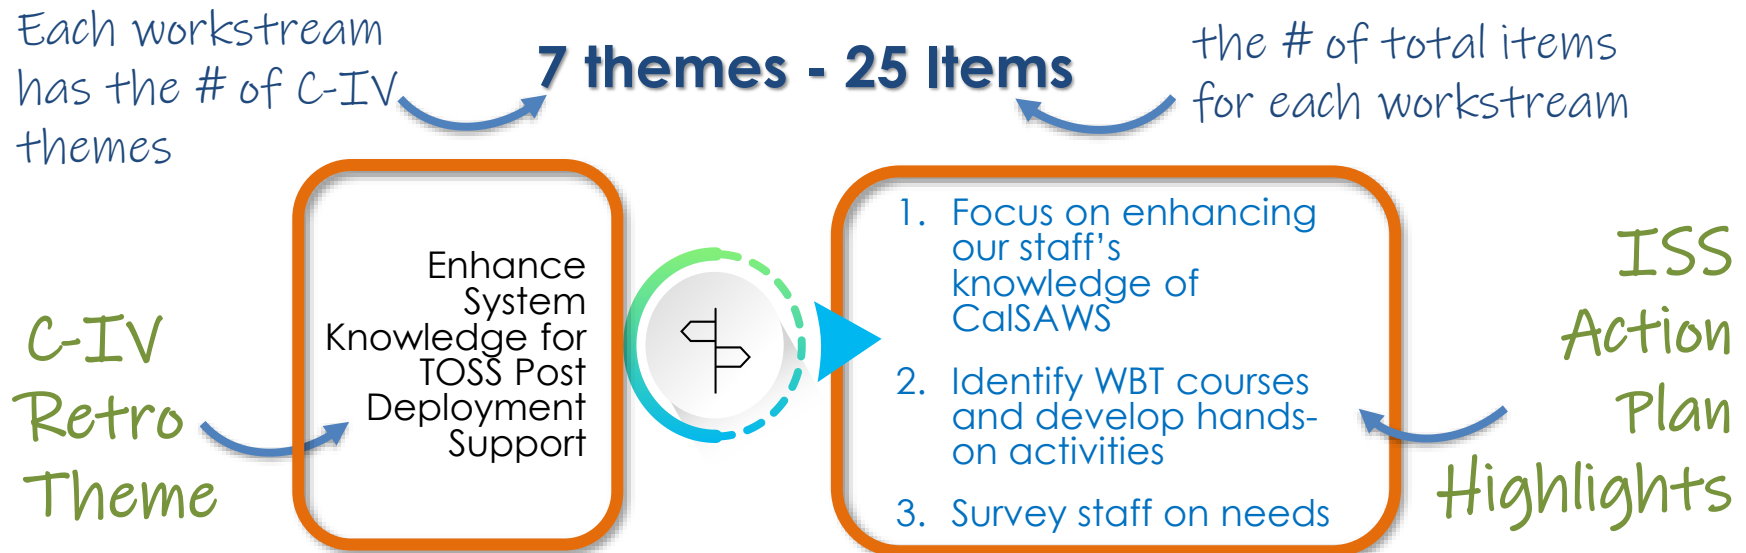 Each workstream
has the # of C-IV
themes
7 themes - 25 Items
the # of total items
for each workstream
C-IV
Retro
Theme
Enhance
System
Knowledge for
TOSS Post
Deployment
Support
1. Focus on enhancing
our staff's
knowledge of
CalSAWS
2. Identify WBT courses
and develop hands-
on activities
3. Survey staff on needs
ISS
Action
Plan
Highlights